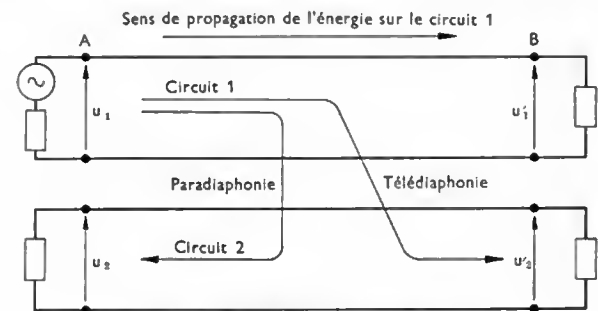 Sens de propagation de l'énergie sur le circuit 1
A
B
Circuit 1
u₁
u'₁
Paradiaphonie
Télédiaphonie
Circuit 2
u₂
u'₂